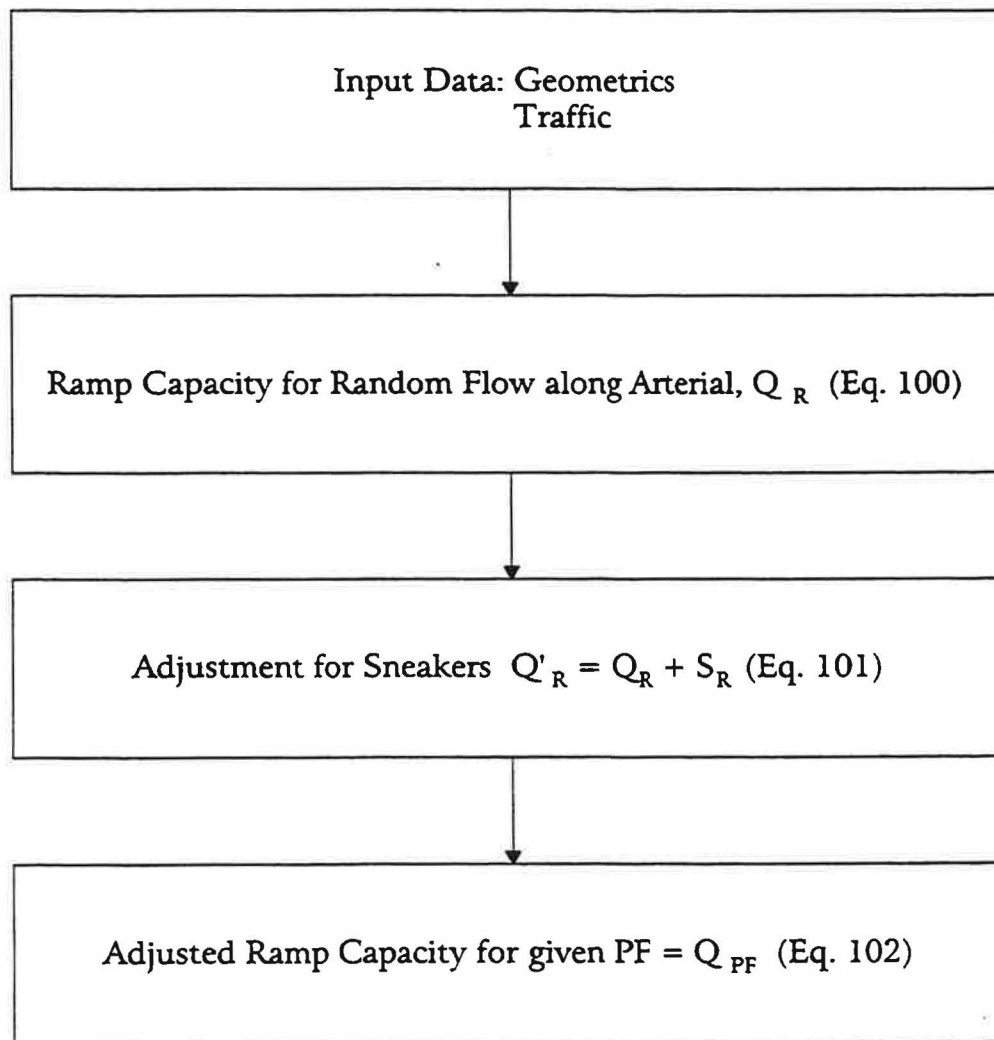 Input Data: Geometrics
Traffic
Ramp Capacity for Random Flow along Arterial, Q R (Eq. 100)
Adjustment for Sneakers Q' R = QR + SR (Eq. 101)
Adjusted Ramp Capacity for given PF = Q PF (Eq. 102)